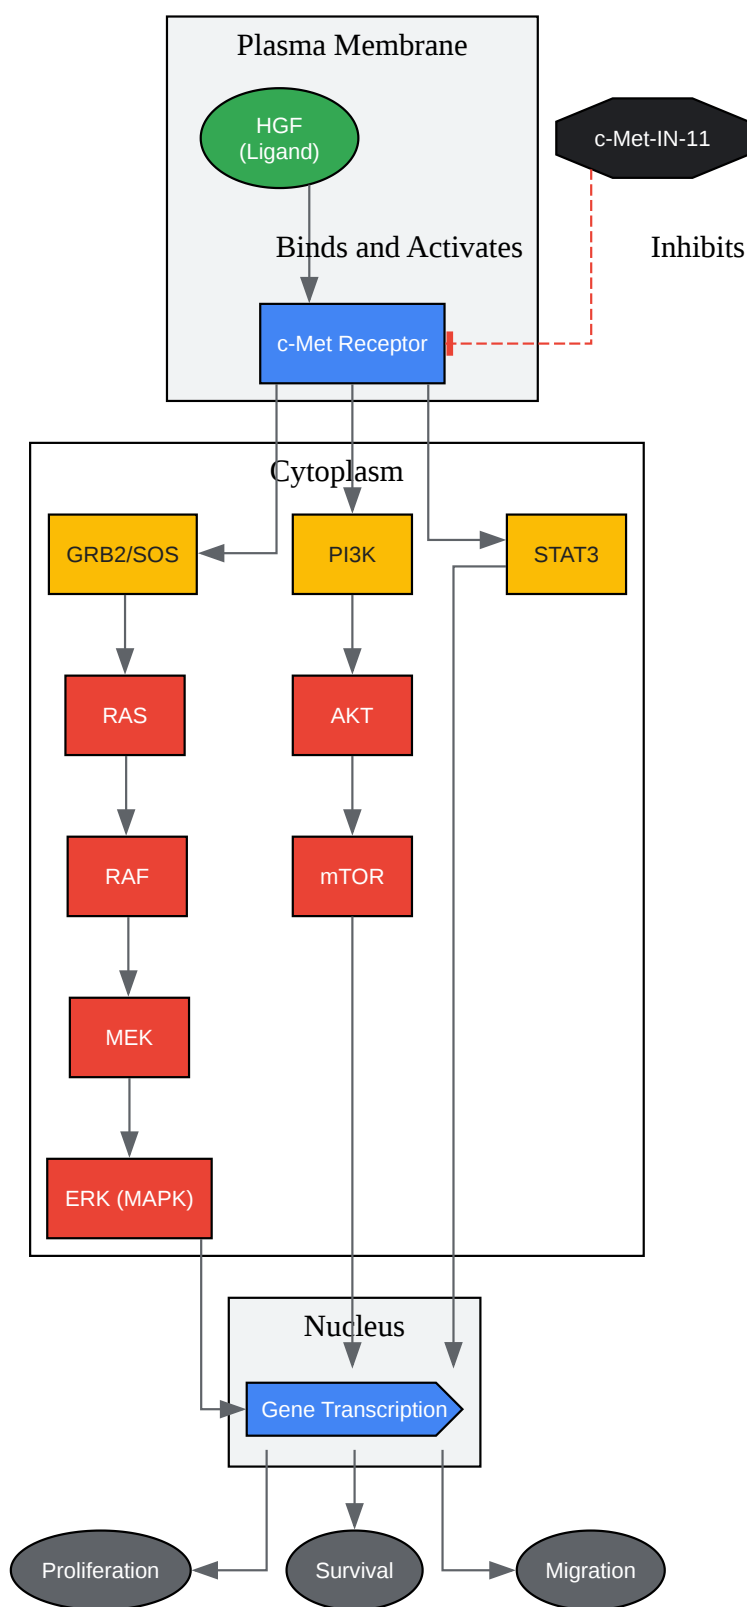 Plasma Membrane
HGF
(Ligand)
c-Met-IN-11
Binds and Activates
Inhibits
c-Met Receptor
Cytoplasm
GRB2/SOS
PI3K
STAT3
RAS
AKT
RAF
mTOR
MEK
ERK (MAPK)
Nucleus
Gene Transcription
Proliferation
Survival
Migration